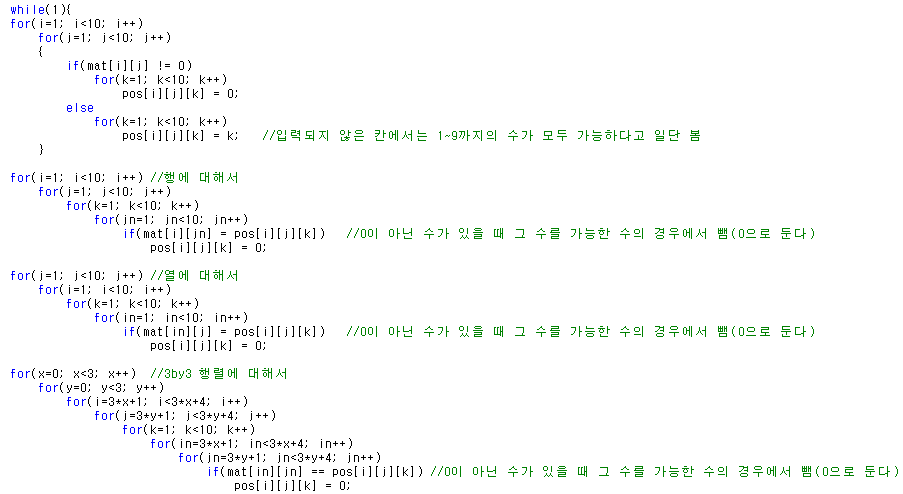 while(1){
for(i=1; i<10; i++)
    for(j=1; j<10; j++)
    {
        if(mat[i][j] != 0)
            for(k=1; k<10; k++)
                pos[i][j][k] = 0;
        else
            for(k=1; k<10; k++)
                pos[i][j][k] = k;   //입력되지 않은 칸에서는 1~9까지의 수가 모두 가능하다고 일단 봄
    }
for(i=1; i<10; i++) //행에 대해서
    for(j=1; j<10; j++)
        for(k=1; k<10; k++)
            for(jn=1; jn<10; jn++)
                if(mat[i][jn] = pos[i][j][k])   //0이 아닌 수가 있을 때 그 수를 가능한 수의 경우에서 뺌(0으로 둔다)
                    pos[i][j][k] = 0;
for(j=1; j<10; j++) //열에 대해서
    for(i=1; i<10; i++)
        for(k=1; k<10; k++)
            for(in=1; in<10; in++)
                if(mat[in][j] = pos[i][j][k])   //0이 아닌 수가 있을 때 그 수를 가능한 수의 경우에서 뺌(0으로 둔다)
                    pos[i][j][k] = 0;
for(x=0; x<3; x++)  //3by3 행렬에 대해서
    for(y=0; y<3; y++)
        for(i=3*x+1; i<3*x+4; i++)
            for(j=3*y+1; j<3*y+4; j++)
                for(k=1; k<10; k++)
                    for(in=3*x+1; in<3*x+4; in++)
                        for(jn=3*y+1; jn<3*y+4; jn++)
                            if(mat[in][jn] == pos[i][j][k]) //0이 아닌 수가 있을 때 그 수를 가능한 수의 경우에서 뺌(0으로 둔다)
                                pos[i][j][k] = 0;